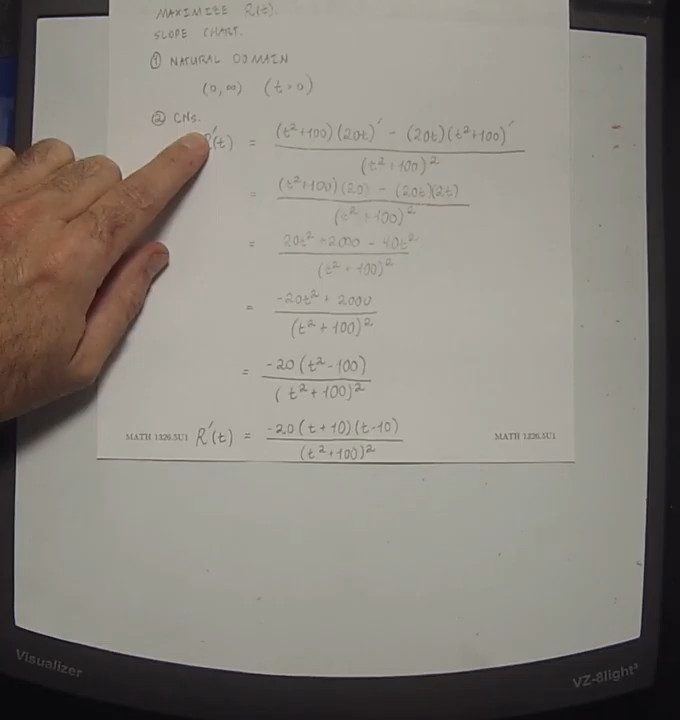 MAXIMIZE R(t).
SLOPE CHART.
① NATURAL DOMAIN
(0,∞) (t>0)
② CNs.
R'(t) = ((t²+100)(20t)' - (20t)(t²+100)') / (t²+100)²
= ((t²+100)(20) - (20t)(2t)) / (t²+100)²
= (20t²+2000 - 40t²) / (t²+100)²
= (-20t² + 2000) / (t²+100)²
= -20(t²-100) / (t²+100)²
R'(t) = -20(t+10)(t-10) / (t²+100)²
MATH 1326.5U1 MATH 1326.5U1
Visualizer VZ-8light³